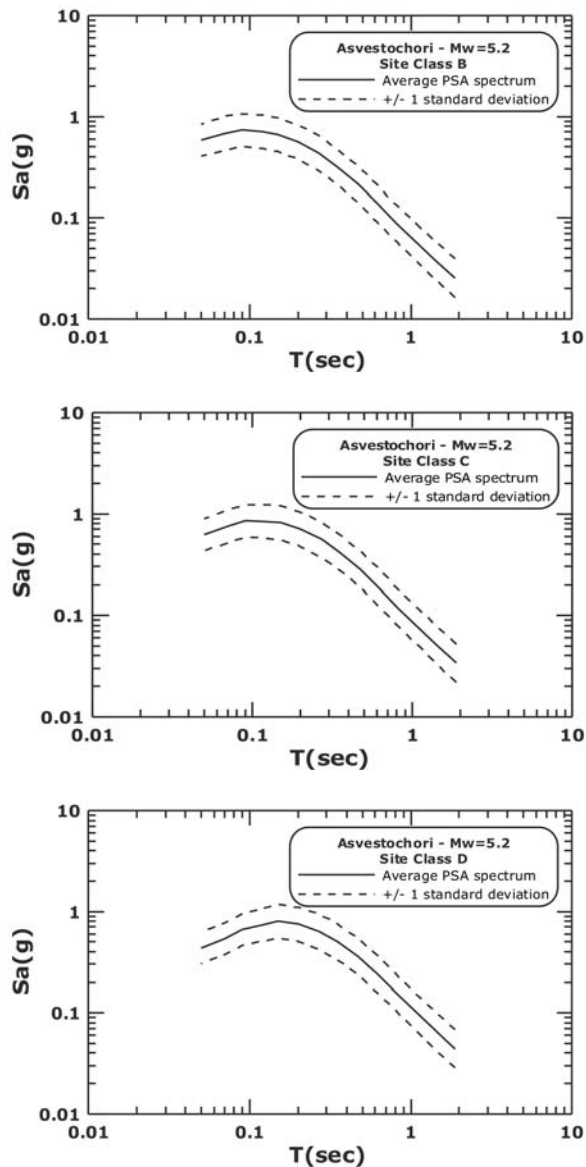 10
Asvestochori - Mw=5.2
Site Class B
Average PSA spectrum
+/- 1 standard deviation
1
Sa(g)
0.1
0.01
0.01
0.1
1
10
T(sec)
10
Asvestochori - Mw=5.2
Site Class C
Average PSA spectrum
+/- 1 standard deviation
1
Sa(g)
0.1
0.01
0.01
0.1
1
10
T(sec)
10
Asvestochori - Mw=5.2
Site Class D
Average PSA spectrum
+/- 1 standard deviation
1
Sa(g)
0.1
0.01
0.01
0.1
1
10
T(sec)